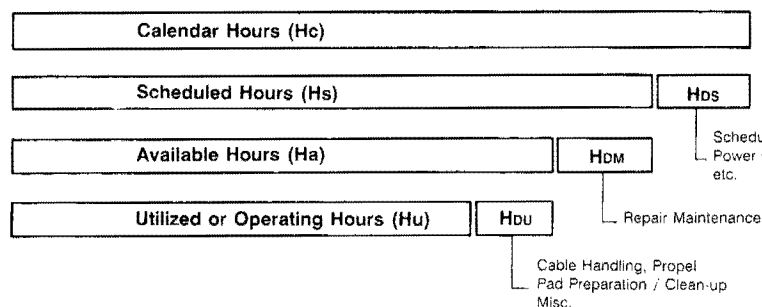 Calendar Hours (Hc)
Scheduled Hours (Hs)
HDS
Power
etc.
Available Hours (Ha)
HDM
Repair Maintenance
Utilized or Operating Hours (Hu)
HDU
Cable Handling, Propel
Pad Preparation / Clean-up
Misc.